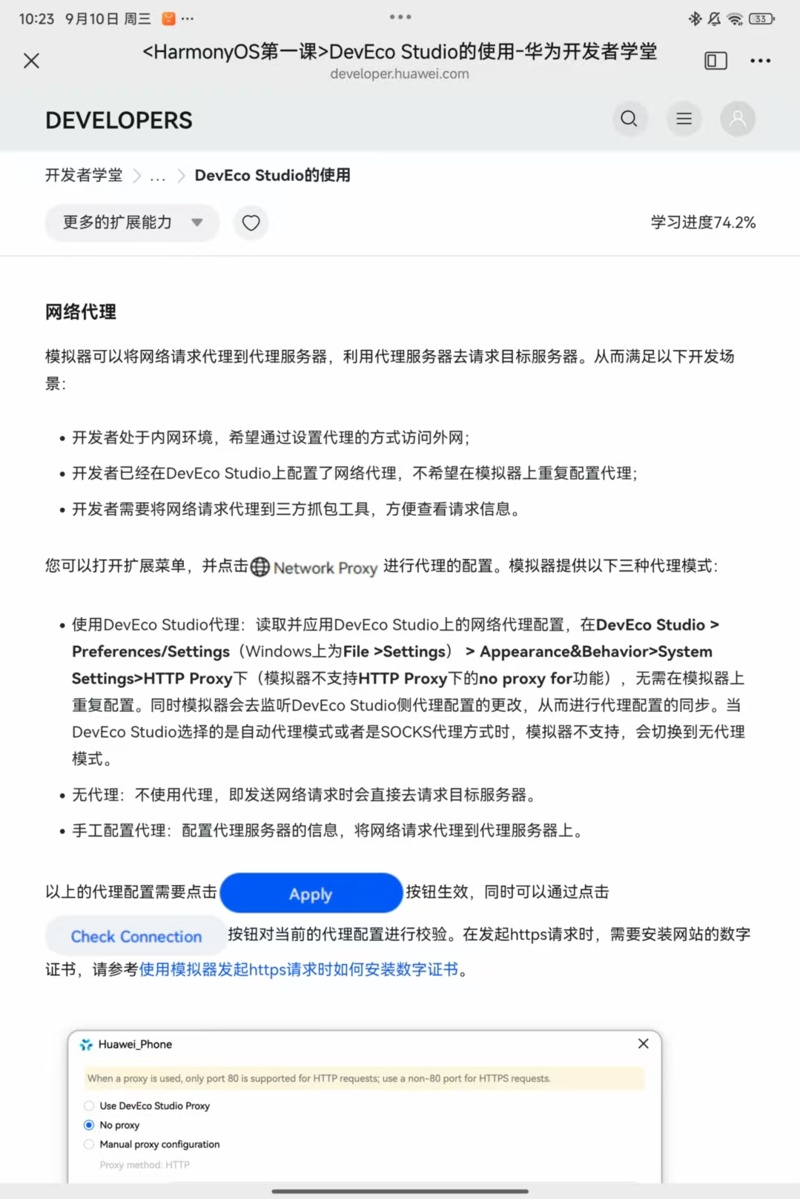 10:23 9月10日 周三
33
<HarmonyOS第一课>DevEco Studio的使用-华为开发者学堂
developer.huawei.com
DEVELOPERS
开发者学堂 > ... > DevEco Studio的使用
更多的扩展能力
学习进度74.2%
网络代理
模拟器可以将网络请求代理到代理服务器，利用代理服务器去请求目标服务器。从而满足以下开发场
景：
• 开发者处于内网环境，希望通过设置代理的方式访问外网；
• 开发者已经在DevEco Studio上配置了网络代理，不希望在模拟器上重复配置代理；
• 开发者需要将网络请求代理到三方抓包工具，方便查看请求信息。
您可以打开扩展菜单，并点击 Network Proxy 进行代理的配置。模拟器提供以下三种代理模式：
• 使用DevEco Studio代理：读取并应用DevEco Studio上的网络代理配置，在DevEco Studio >
Preferences/Settings（Windows上为File >Settings） > Appearance&Behavior>System
Settings>HTTP Proxy下（模拟器不支持HTTP Proxy下的no proxy for功能），无需在模拟器上
重复配置。同时模拟器会去监听DevEco Studio侧代理配置的更改，从而进行代理配置的同步。当
DevEco Studio选择的是自动代理模式或者是SOCKS代理方式时，模拟器不支持，会切换到无代理
模式。
• 无代理：不使用代理，即发送网络请求时会直接去请求目标服务器。
• 手工配置代理：配置代理服务器的信息，将网络请求代理到代理服务器上。
以上的代理配置需要点击 Apply 按钮生效，同时可以通过点击
Check Connection 按钮对当前的代理配置进行校验。在发起https请求时，需要安装网站的数字
证书，请参考使用模拟器发起https请求时如何安装数字证书。
Huawei_Phone
When a proxy is used, only port 80 is supported for HTTP requests; use a non-80 port for HTTPS requests.
Use DevEco Studio Proxy
No proxy
Manual proxy configuration
Proxy method: HTTP